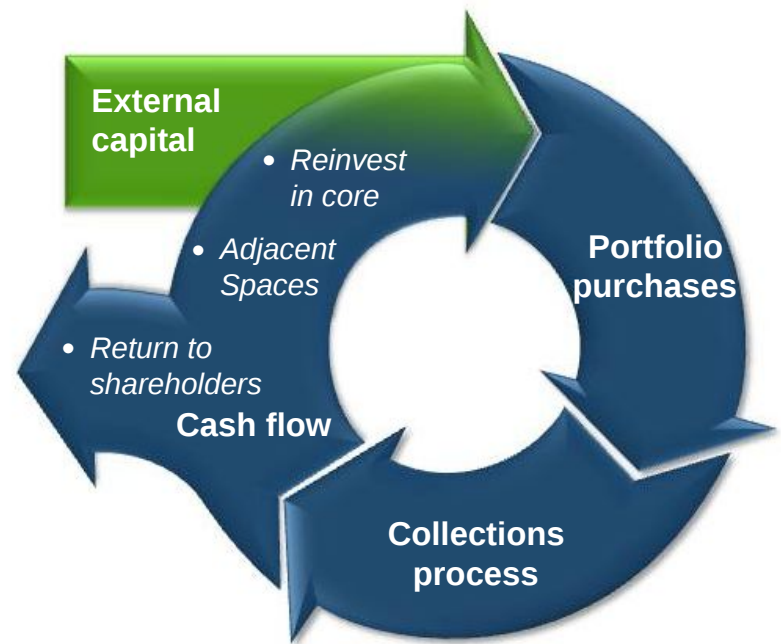 External
capital
• Reinvest
in core
• Adjacent
Spaces
• Return to
shareholders
Cash flow
Portfolio
purchases
Collections
process